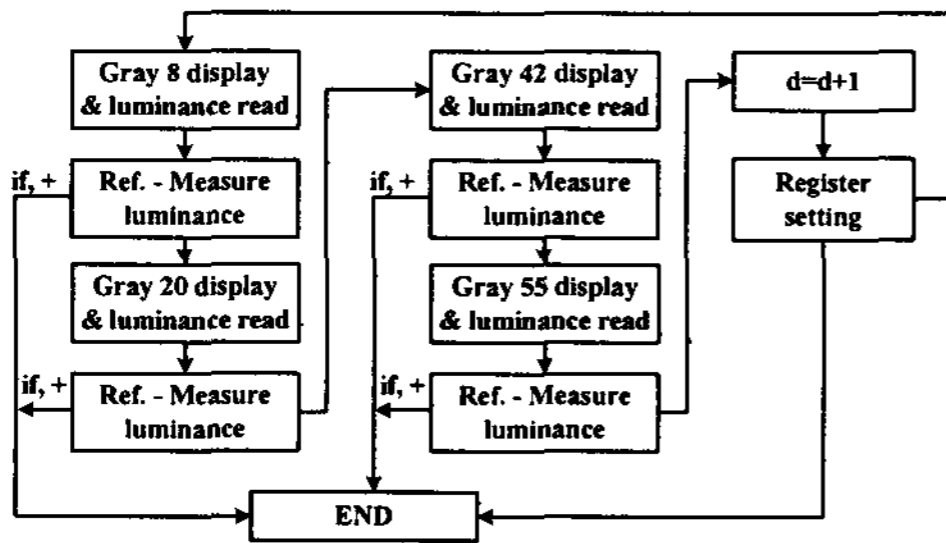 Gray 8 display
& luminance read
if, +
Ref. - Measure
luminance
Gray 20 display
& luminance read
if, +
Ref. - Measure
luminance
Gray 42 display
& luminance read
if, +
Ref. - Measure
luminance
Gray 55 display
& luminance read
if, +
Ref. - Measure
luminance
d=d+1
Register
setting
END